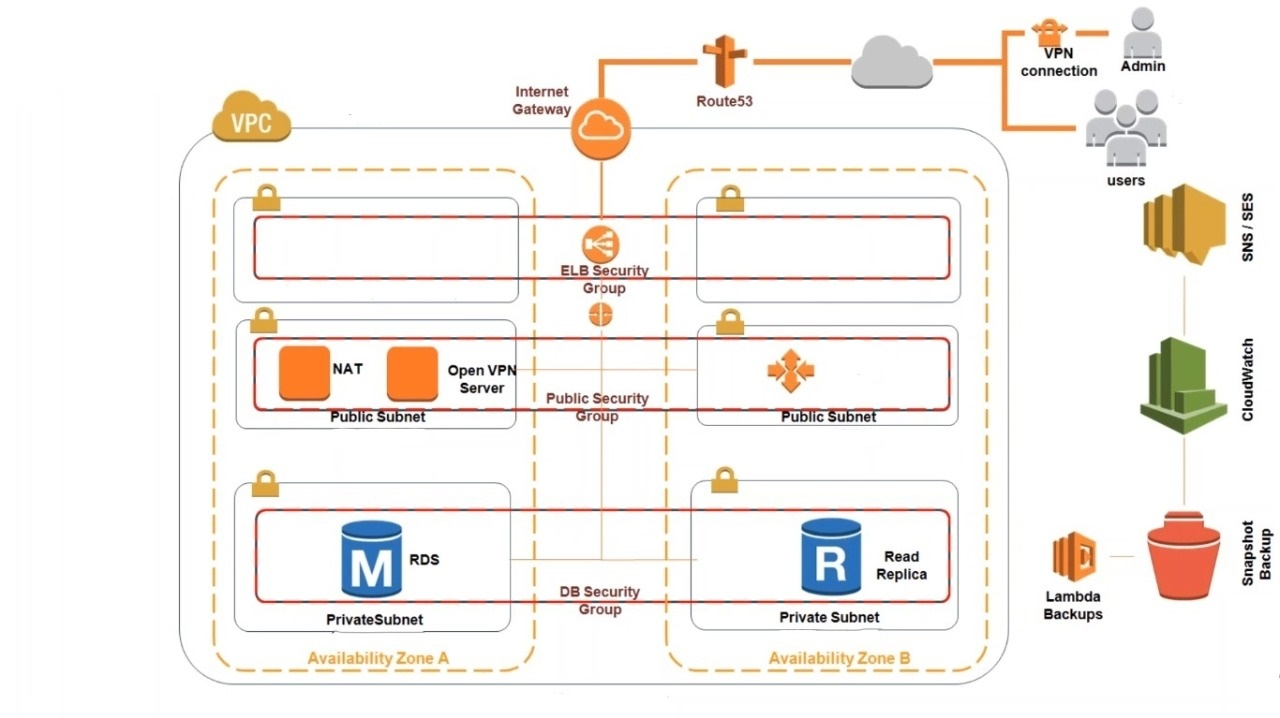 VPC
Internet
Gateway
Route53
VPN
connection
Admin
users
SNS / SES
ELB Security
Group
NAT
Open VPN
Server
Public Subnet
Public Security
Group
Public Subnet
CloudWatch
M
RDS
R
Read
Replica
DB Security
Group
PrivateSubnet
Private Subnet
Availability Zone A
Availability Zone B
Lambda
Backups
Snapshot
Backup